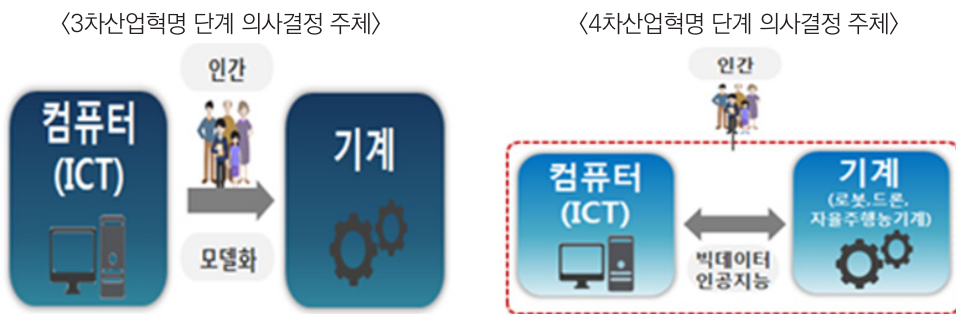 〈3차산업혁명 단계 의사결정 주체〉
인간
컴퓨터
(ICT)
기계
모델화
〈4차산업혁명 단계 의사결정 주체〉
인간
컴퓨터
(ICT)
기계
(로봇,드론,
자율주행농기계)
빅데이터
인공지능